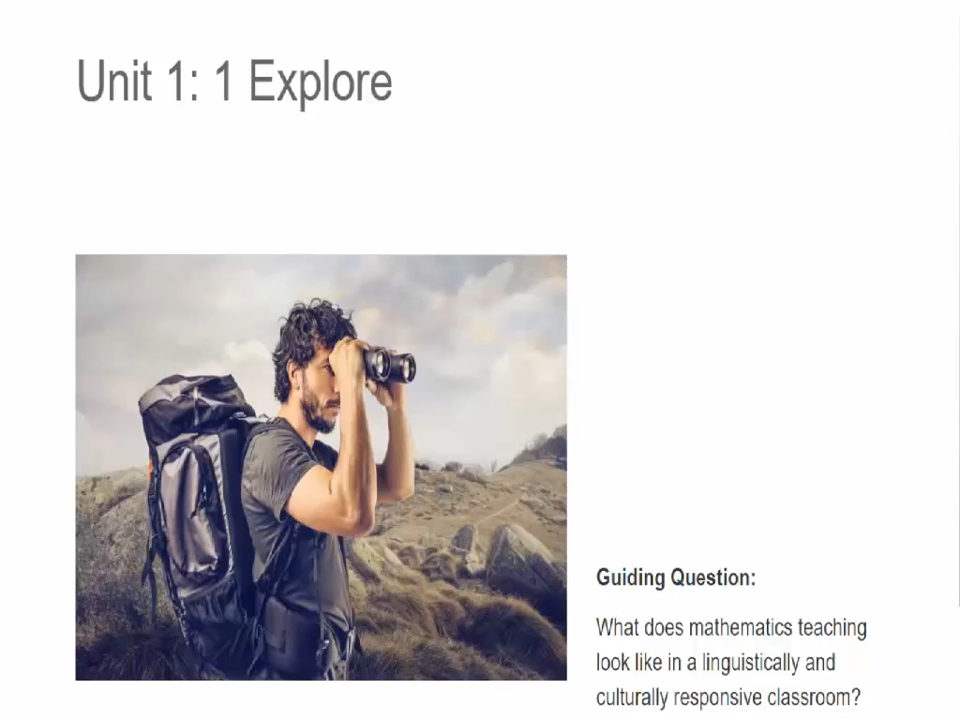 Unit 1: 1 Explore
Guiding Question:
What does mathematics teaching
look like in a linguistically and
culturally responsive classroom?